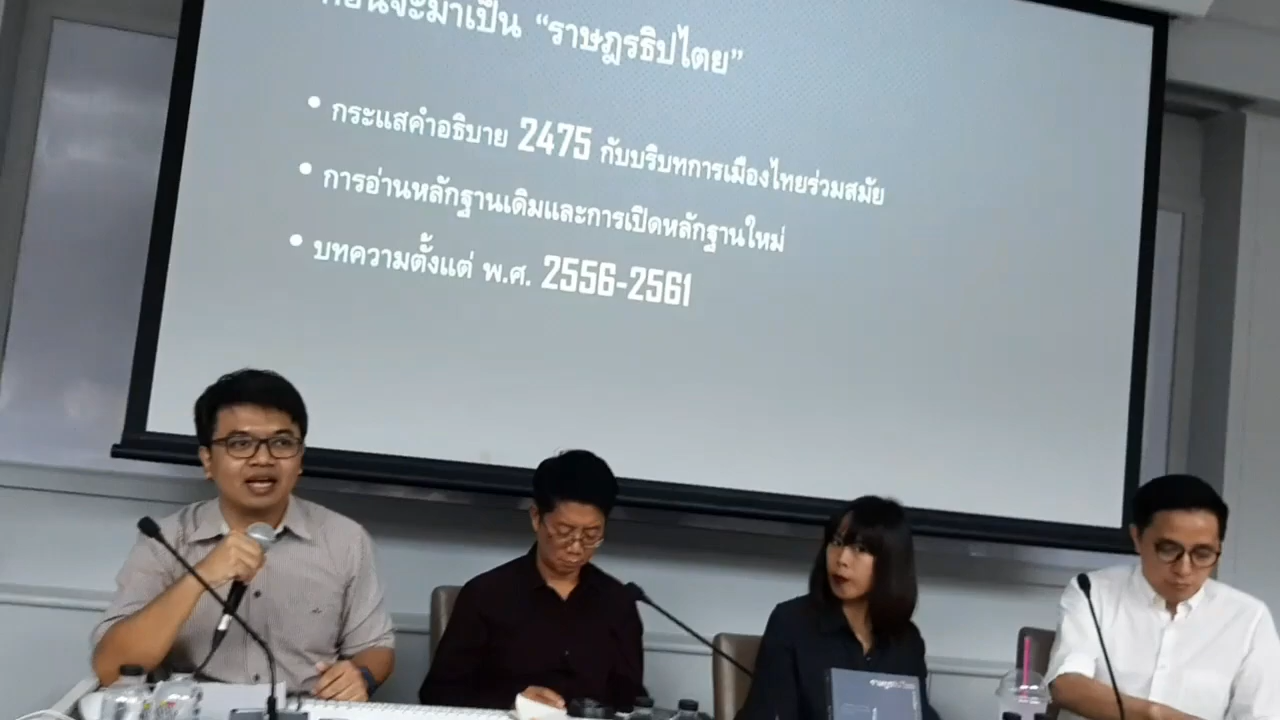 ก่อนจะมาเป็น “ราษฎรธิปไตย”
• กระแสคำอธิบาย 2475 กับบริบทการเมืองไทยร่วมสมัย
• การอ่านหลักฐานเดิมและการเปิดหลักฐานใหม่
• บทความตั้งแต่ พ.ศ. 2556-2561